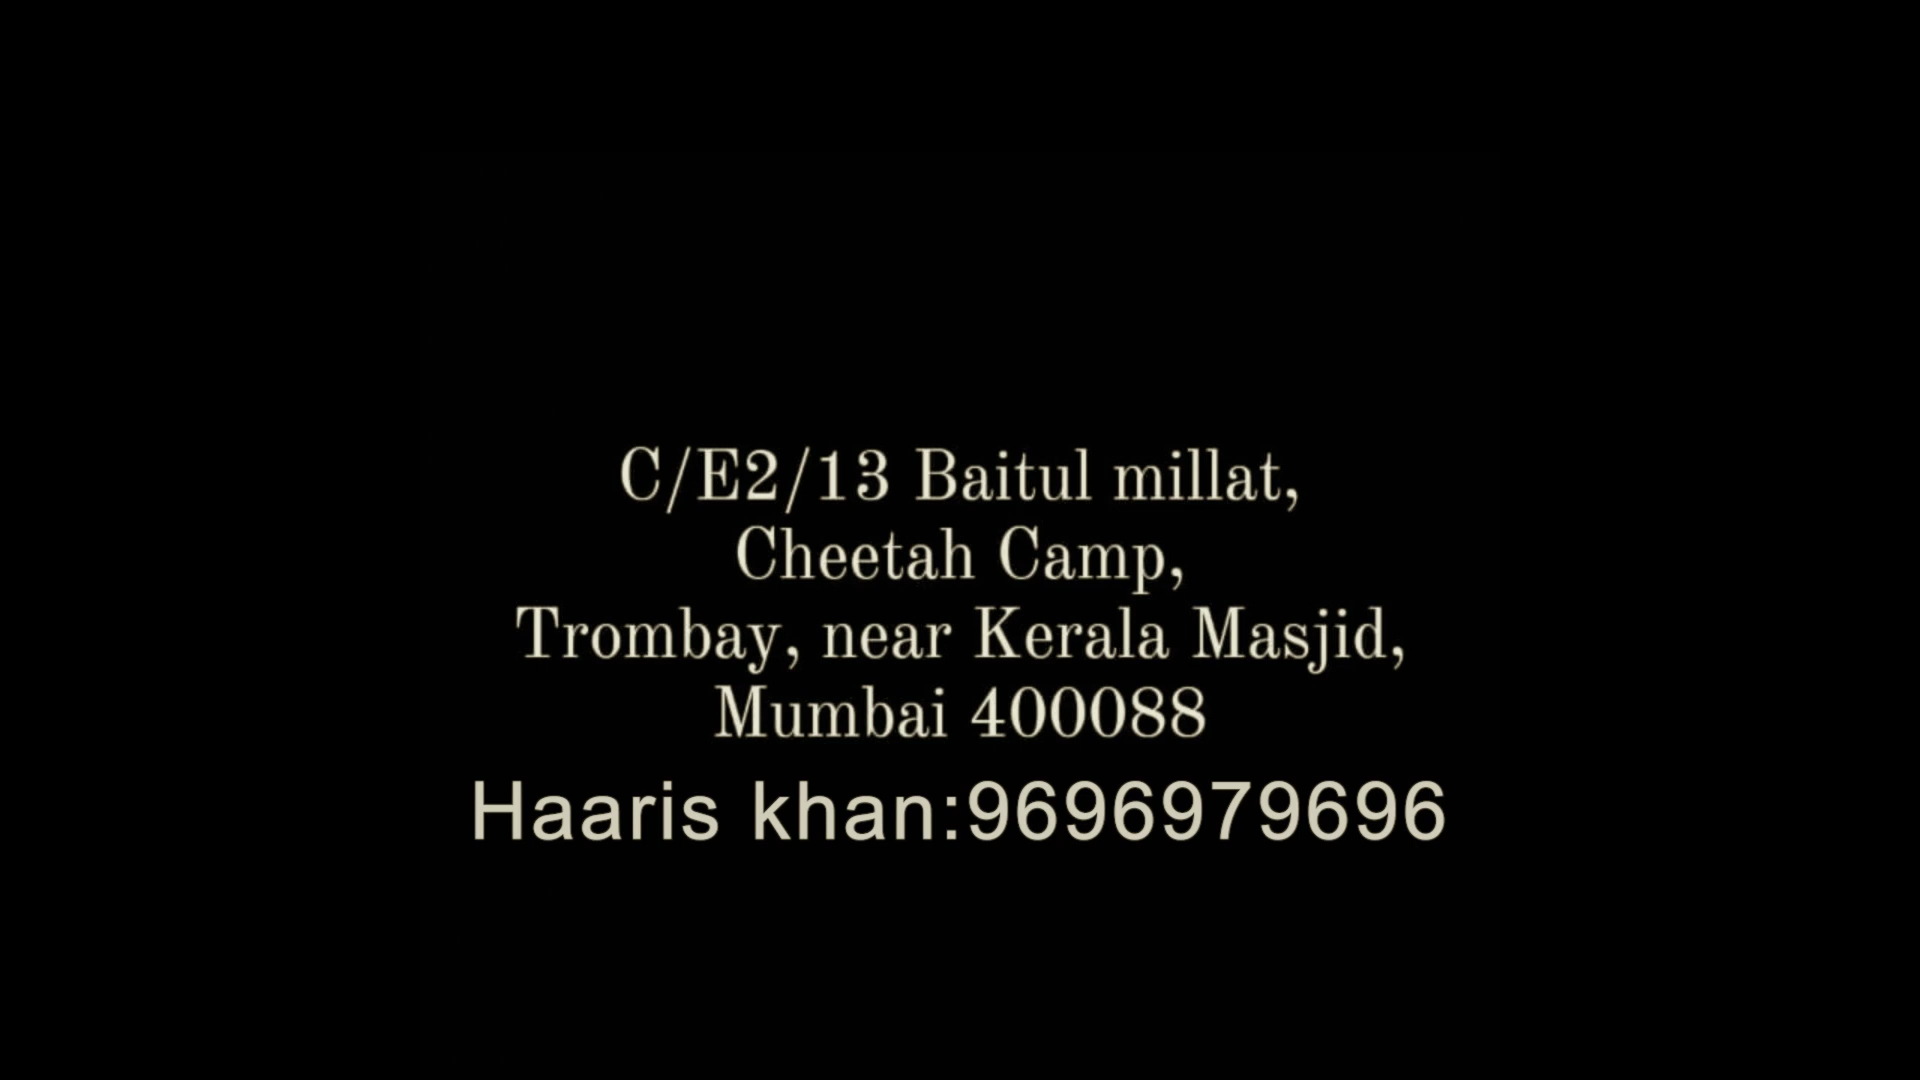 C/E2/13 Baitul millat,
Cheetah Camp,
Trombay, near Kerala Masjid,
Mumbai 400088
Haaris khan:9696979696